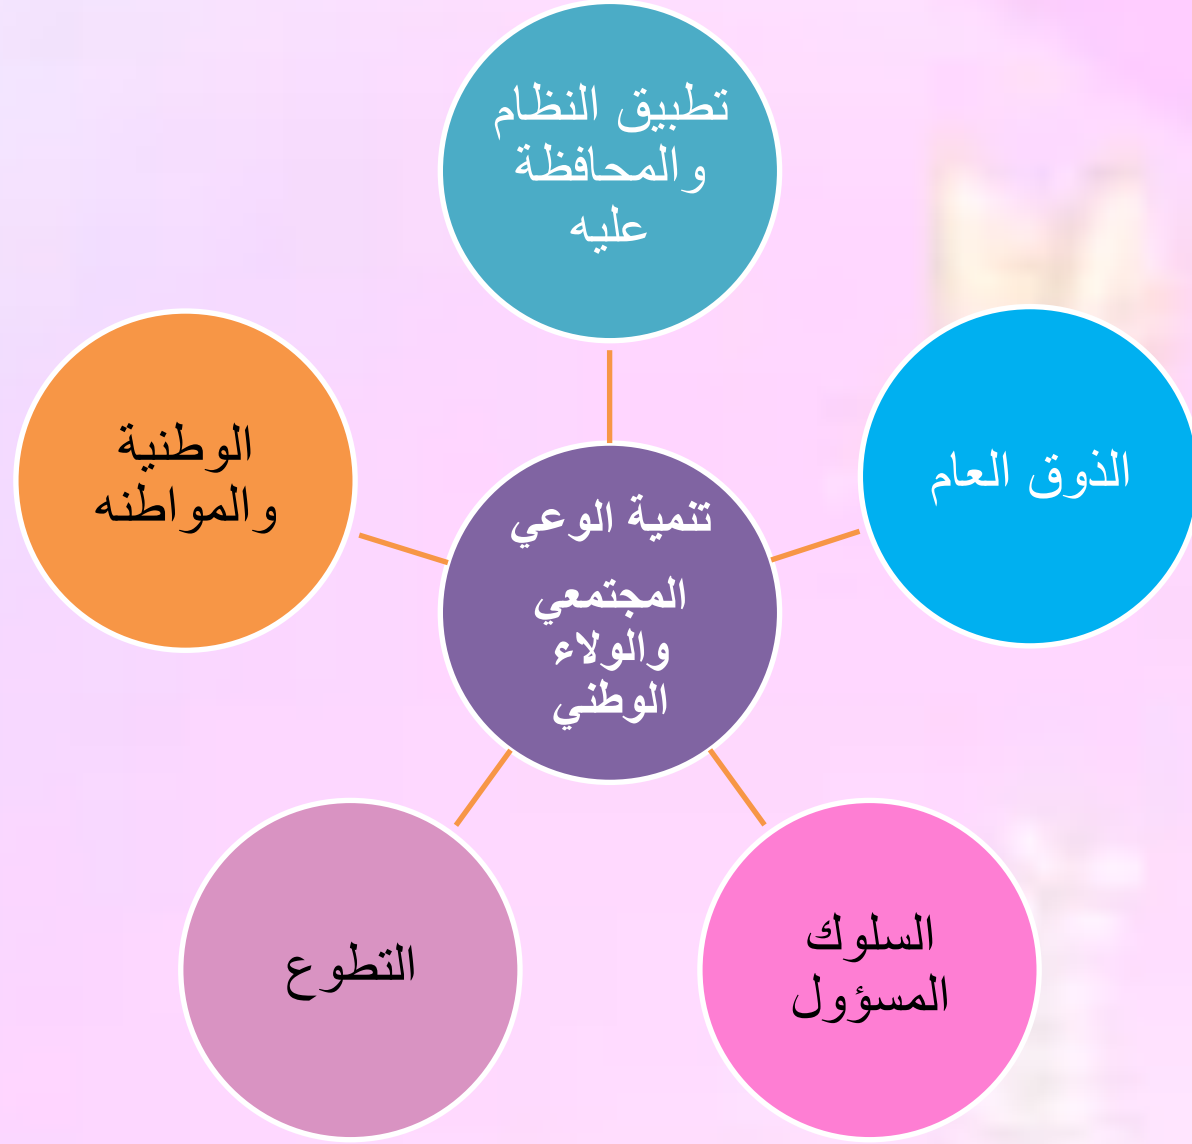 تطبيق النظام
والمحافظة
عليه
الذوق العام
الوطنية
والمواطنه
تنمية الوعي
المجتمعي
والولاء
الوطني
السلوك
المسؤول
التطوع